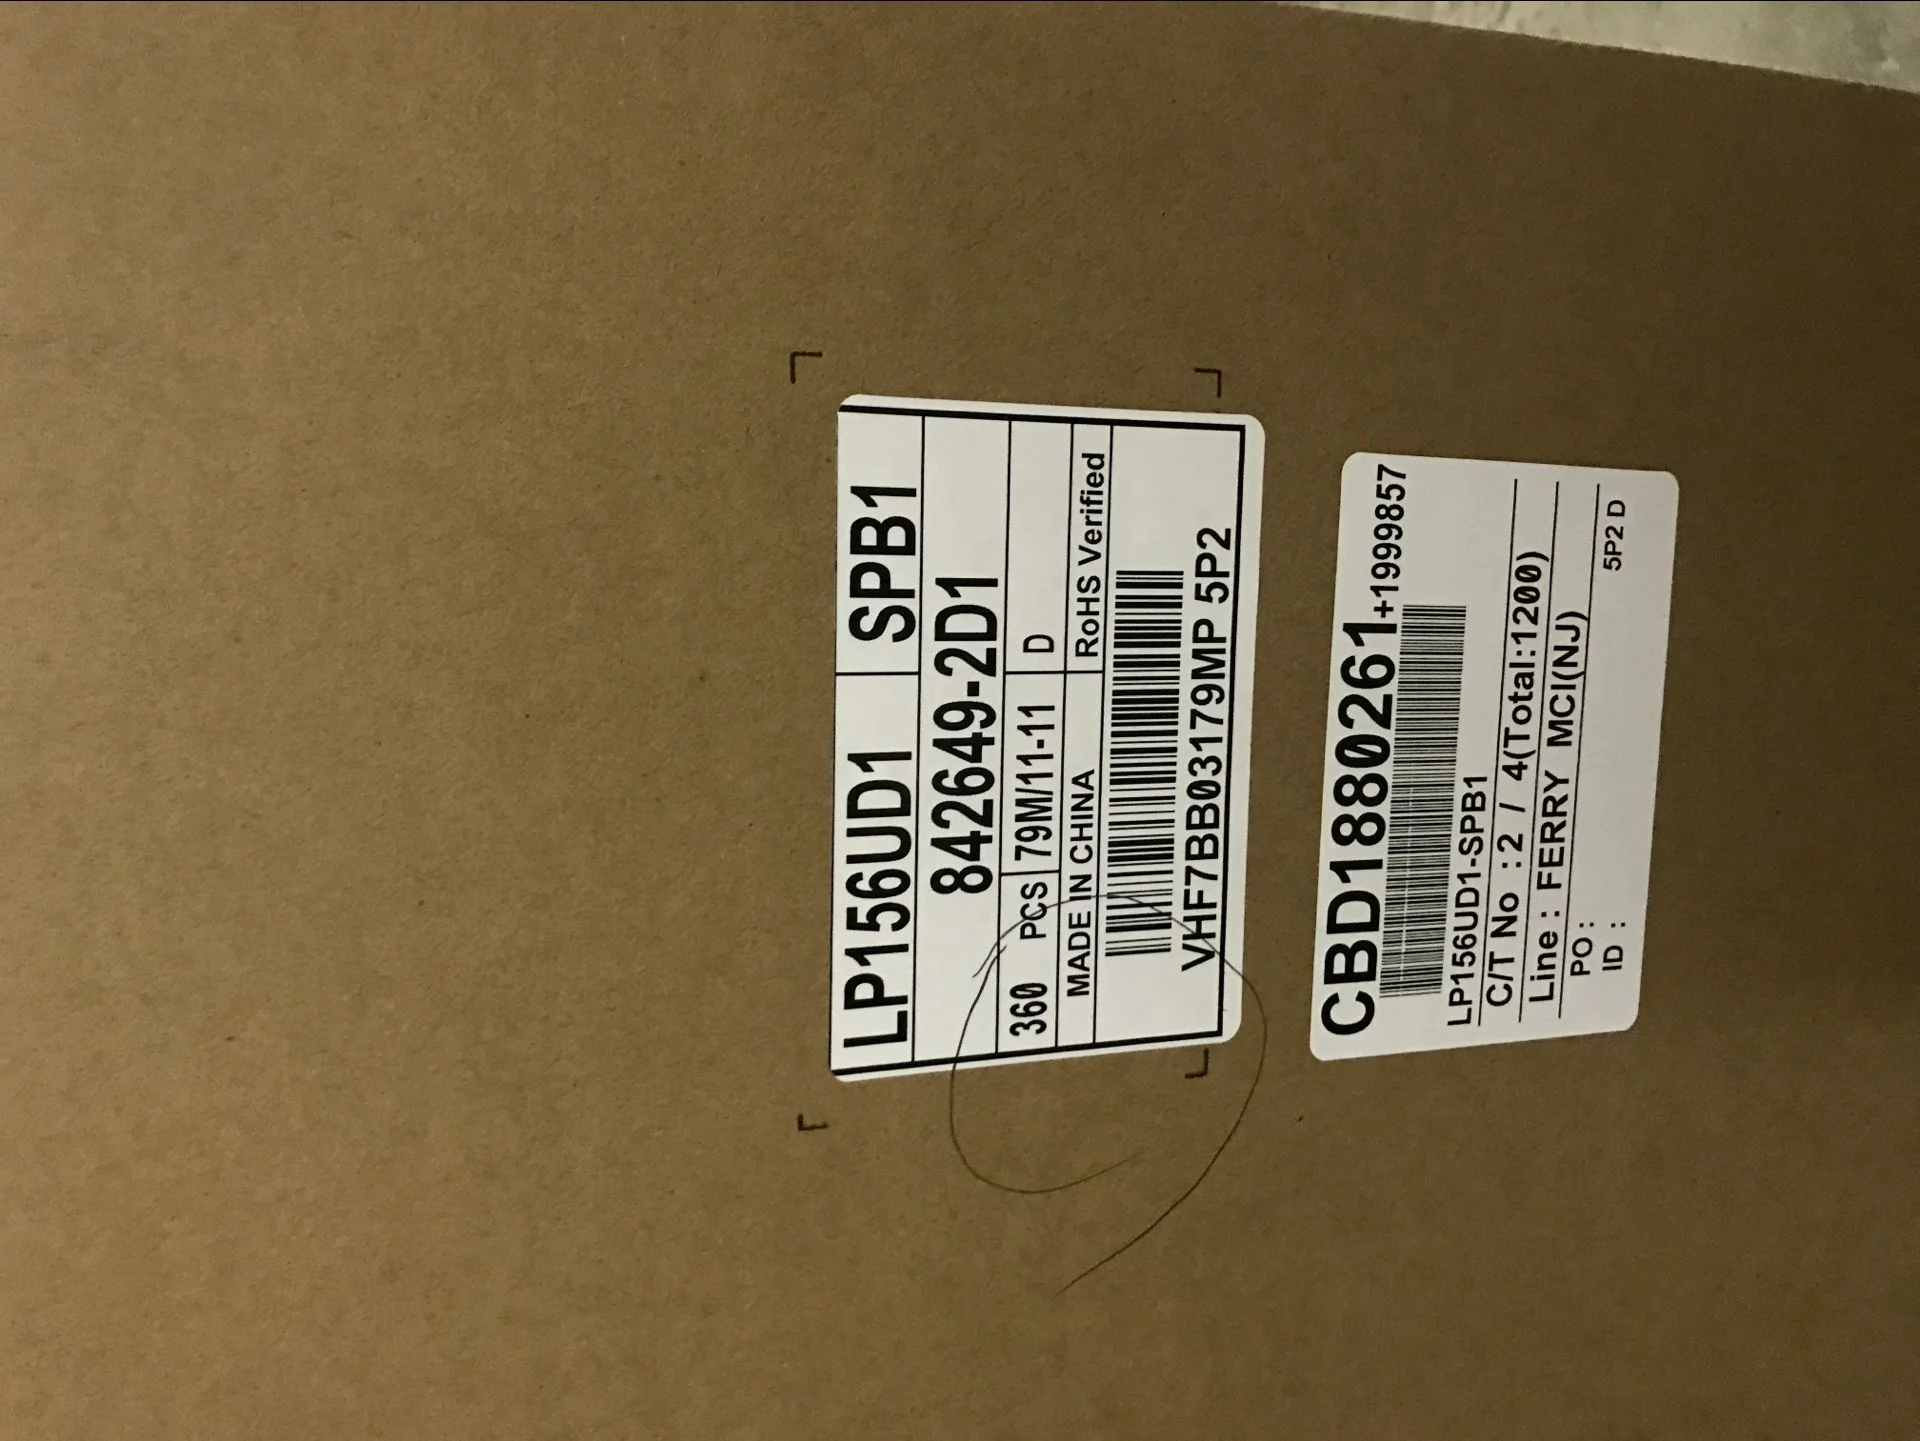 LP156UD1 SPB1
842649-2D1
360 PCS 79M/11-11 D
MADE IN CHINA RoHS Verified
VHF7BB03179MP 5P2
CBD1880261+1999857
LP156UD1-SPB1
C/T No :2 / 4(Total:1200)
Line : FERRY MCI(NJ)
PO :
ID : 5P2 D